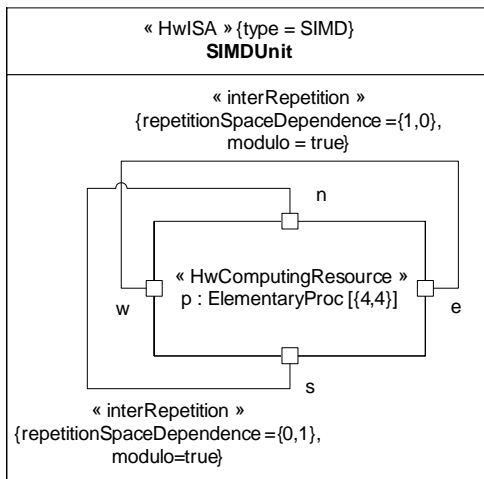 « HwISA » {type = SIMD}
SIMDUnit
« interRepetition »
{repetitionSpaceDependence ={1,0},
modulo = true}
n
« HwComputingResource »
p : ElementaryProc [{4,4}]
w
e
s
« interRepetition »
{repetitionSpaceDependence ={0,1},
modulo=true}